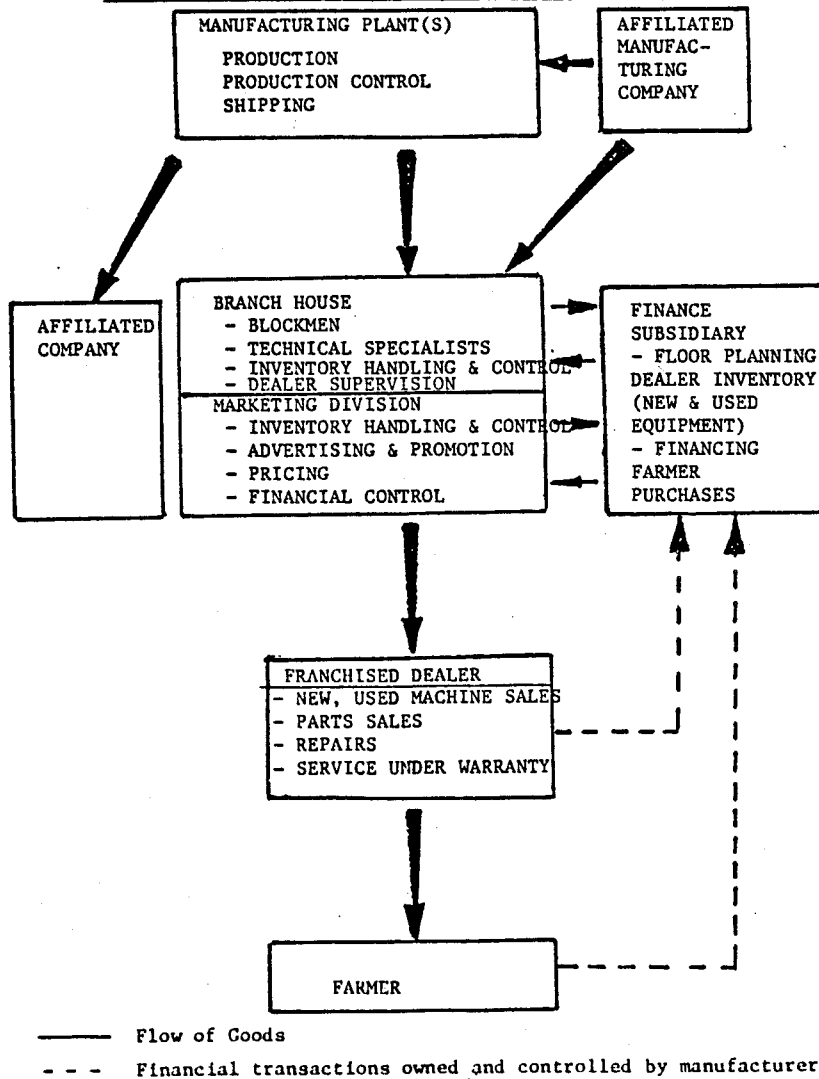 MANUFACTURING PLANT(S)
PRODUCTION
PRODUCTION CONTROL
SHIPPING
AFFILIATED
MANUFAC-
TURING
COMPANY
AFFILIATED
COMPANY
BRANCH HOUSE
- BLOCKMEN
- TECHNICAL SPECIALISTS
- INVENTORY HANDLING & CONTROL
- DEALER SUPERVISION
MARKETING DIVISION
- INVENTORY HANDLING & CONTROL
- ADVERTISING & PROMOTION
- PRICING
- FINANCIAL CONTROL
FINANCE
SUBSIDIARY
- FLOOR PLANNING
DEALER INVENTORY
(NEW & USED
EQUIPMENT)
- FINANCING
FARMER
PURCHASES
FRANCHISED DEALER
- NEW, USED MACHINE SALES
- PARTS SALES
- REPAIRS
- SERVICE UNDER WARRANTY
FARMER
Flow of Goods
Financial transactions owned and controlled by manufacturer